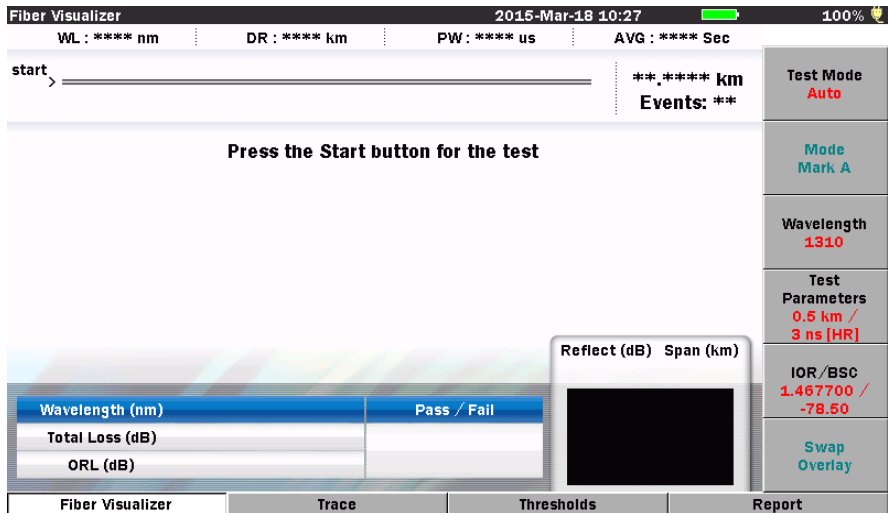 Fiber Visualizer 2015-Mar-18 10:27 100%
WL : **** nm DR : **** km PW : **** us AVG : **** Sec
start
**.**** km
Events: **
Press the Start button for the test
Test Mode
Auto
Mode
Mark A
Wavelength
1310
Test
Parameters
0.5 km /
3 ns [HR]
IOR/BSC
1.467700 /
-78.50
Swap
Overlay
Reflect (dB) Span (km)
Wavelength (nm) Pass / Fail
Total Loss (dB)
ORL (dB)
Fiber Visualizer Trace Thresholds Report